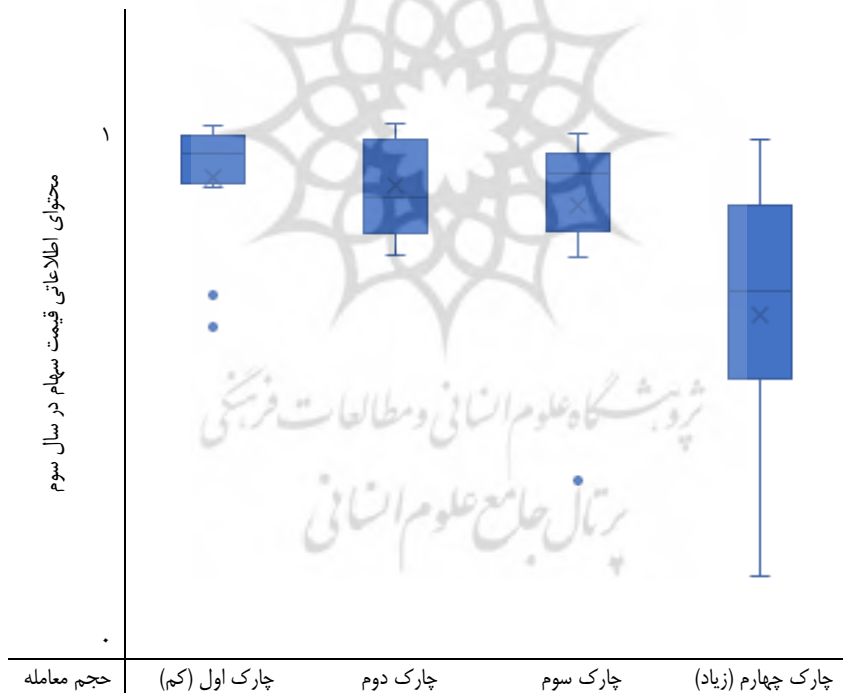 ۱
محتوای اطلاعاتی قیمت سهام در سال سوم
۰
حجم معامله
چارک اول (کم)
چارک دوم
چارک سوم
چارک چهارم (زیاد)
پژوهشگاه علوم انسانی و مطالعات فرهنگی
پرتال جامع علوم انسانی